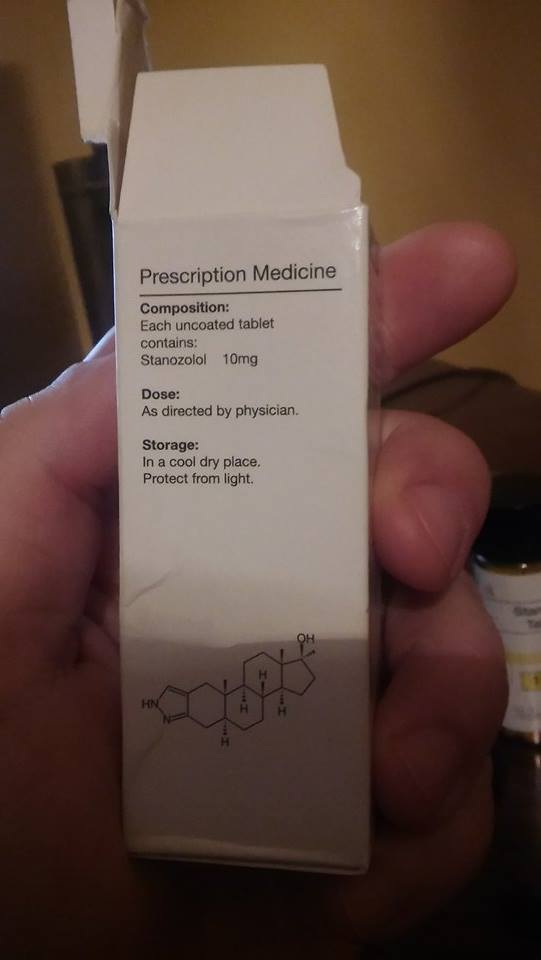 Prescription Medicine
Composition:
Each uncoated tablet
contains:
Stanozolol 10mg
Dose:
As directed by physician.
Storage:
In a cool dry place.
Protect from light.
OH
H
H
H
HN
N
H